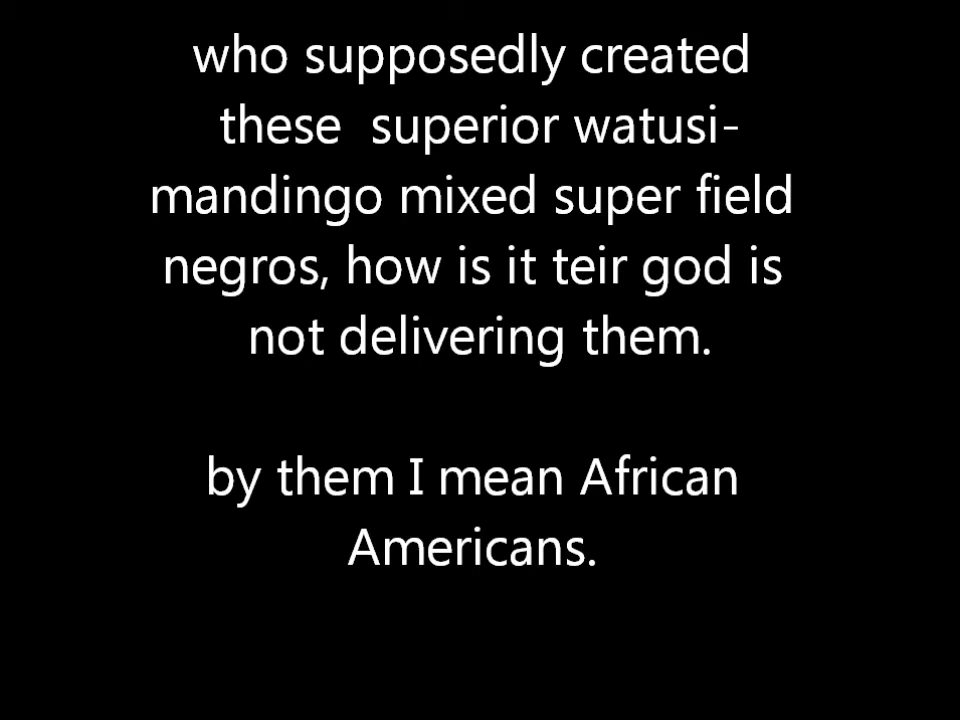 who supposedly created
these superior watusi-
mandingo mixed super field
negros, how is it teir god is
not delivering them.
by them I mean African
Americans.